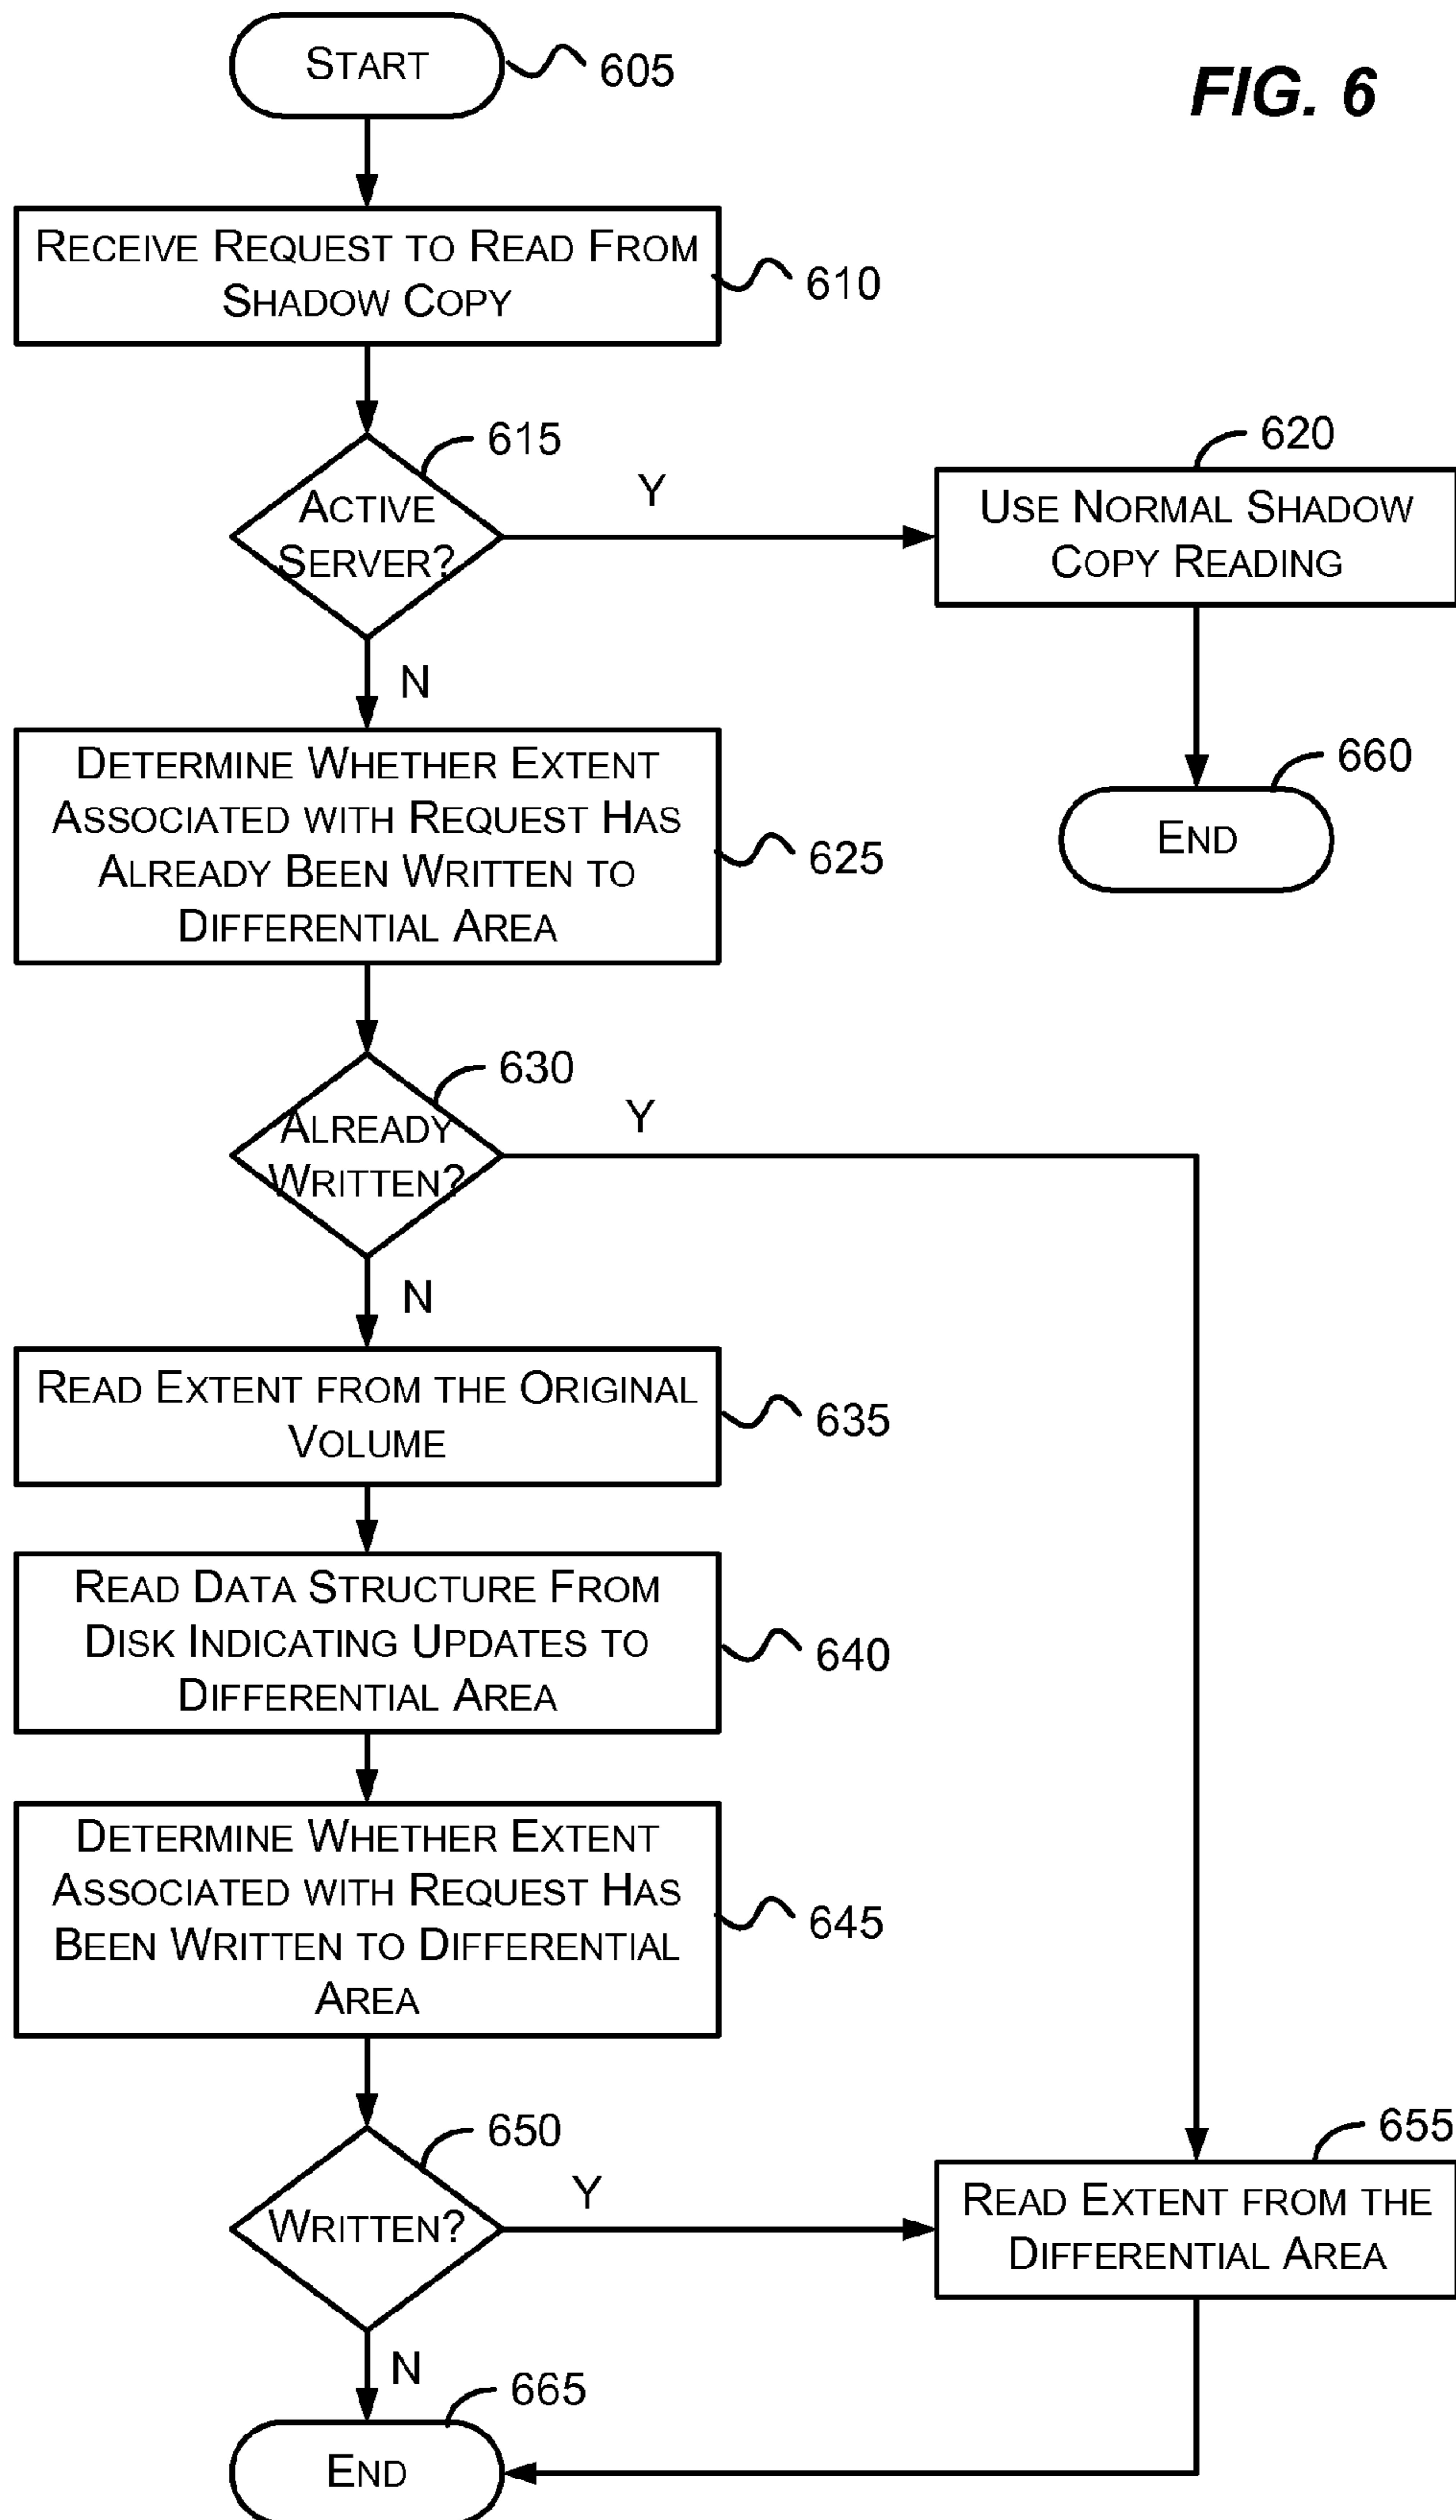 START
605
FIG. 6
RECEIVE REQUEST TO READ FROM
SHADOW COPY
610
615
ACTIVE
SERVER?
Y
620
USE NORMAL SHADOW
COPY READING
N
660
END
DETERMINE WHETHER EXTENT
ASSOCIATED WITH REQUEST HAS
ALREADY BEEN WRITTEN TO
DIFFERENTIAL AREA
625
630
ALREADY
WRITTEN?
Y
N
READ EXTENT FROM THE ORIGINAL
VOLUME
635
READ DATA STRUCTURE FROM
DISK INDICATING UPDATES TO
DIFFERENTIAL AREA
640
DETERMINE WHETHER EXTENT
ASSOCIATED WITH REQUEST HAS
BEEN WRITTEN TO DIFFERENTIAL
AREA
645
650
WRITTEN?
Y
655
READ EXTENT FROM THE
DIFFERENTIAL AREA
N
665
END